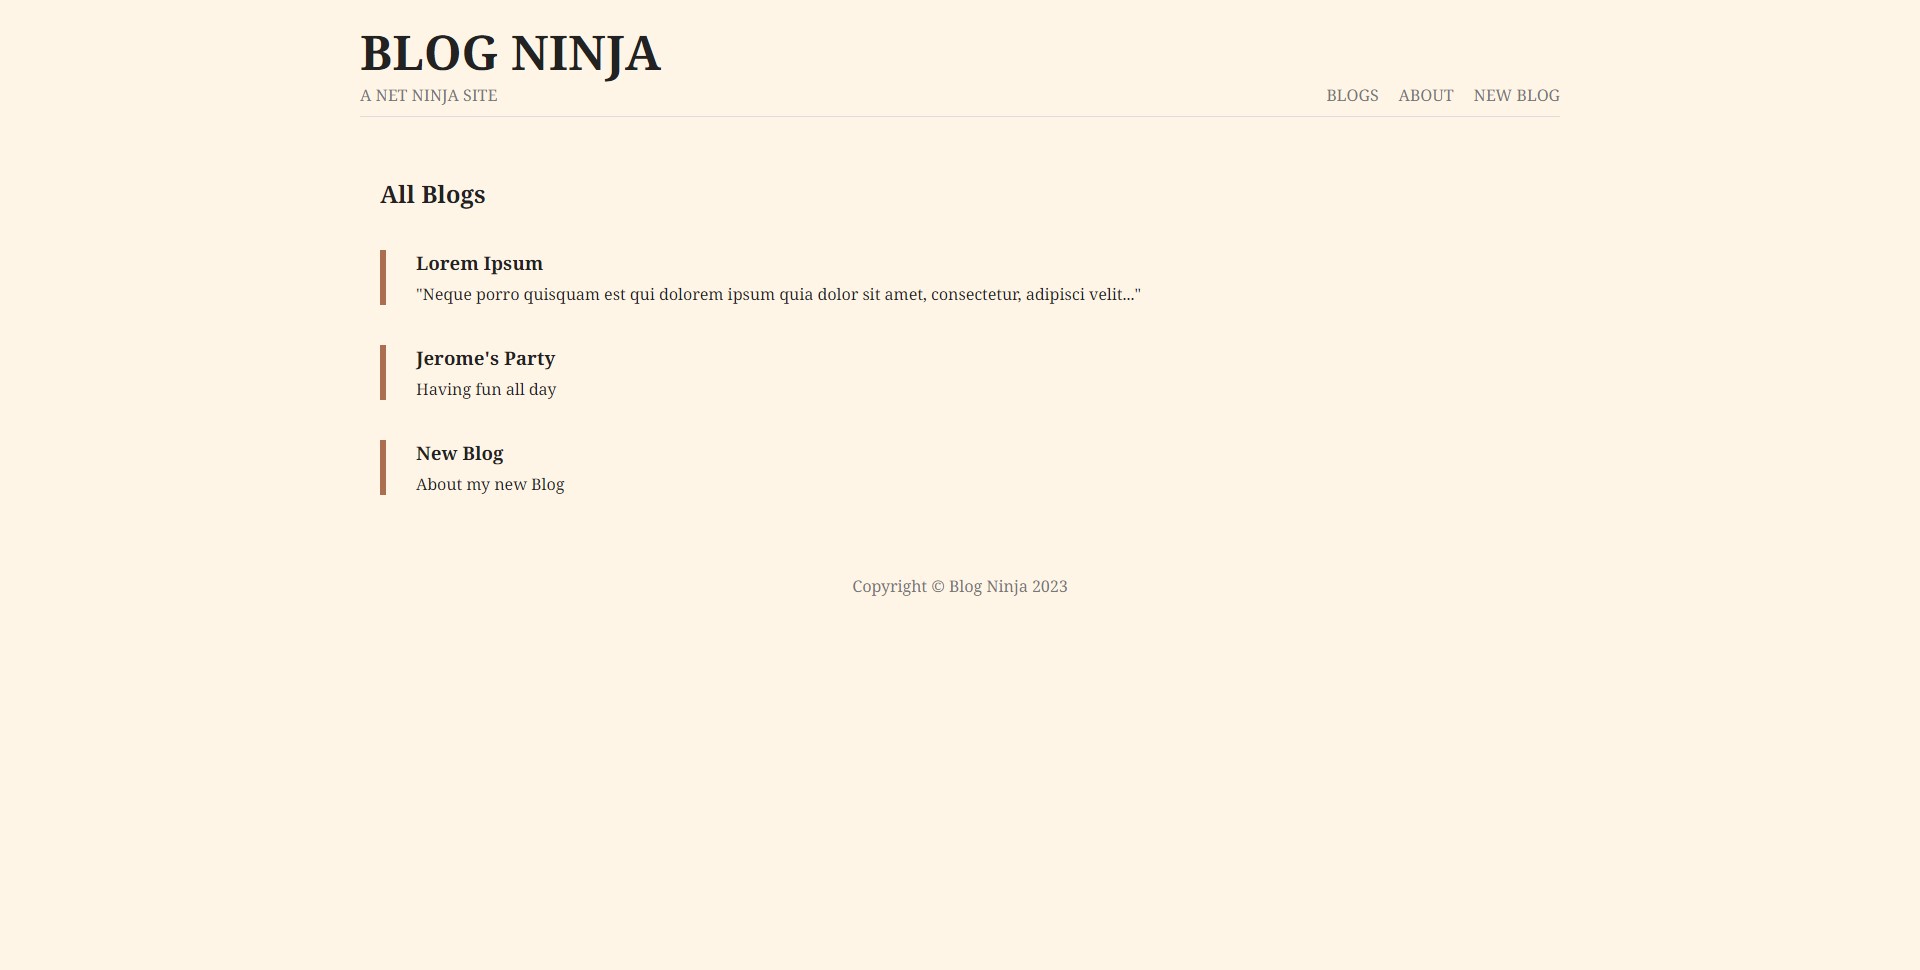 BLOG NINJA
A NET NINJA SITE
BLOGS ABOUT NEW BLOG
All Blogs
Lorem Ipsum
"Neque porro quisquam est qui dolorem ipsum quia dolor sit amet, consectetur, adipisci velit..."
Jerome's Party
Having fun all day
New Blog
About my new Blog
Copyright © Blog Ninja 2023